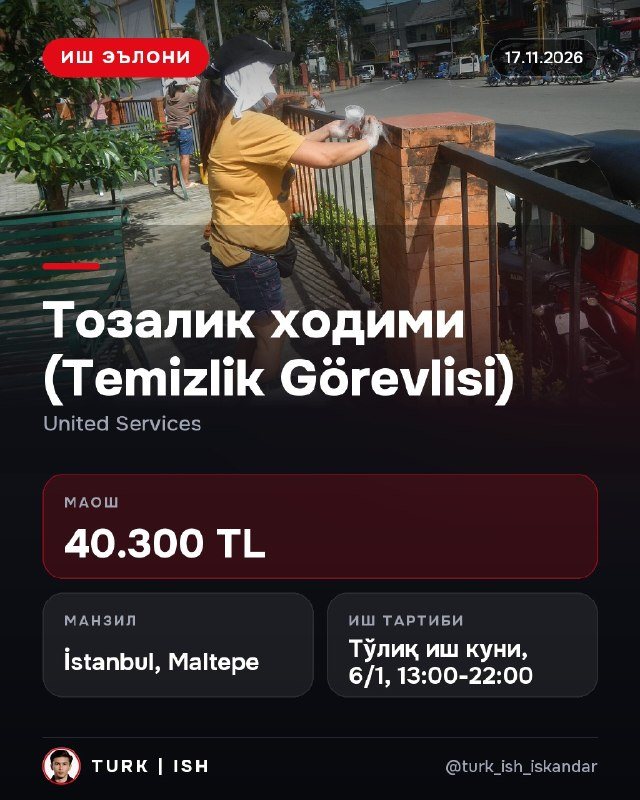 ИШ ЭЪЛОНИ
17.11.2026
Тозалик ходими
(Temizlik Görevlisi)
United Services
МАОШ
40.300 TL
МАНЗИЛ
İstanbul, Maltepe
ИШ ТАРТИБИ
Тўлиқ иш куни,
6/1, 13:00-22:00
TURK | ISH
@turk_ish_iskandar